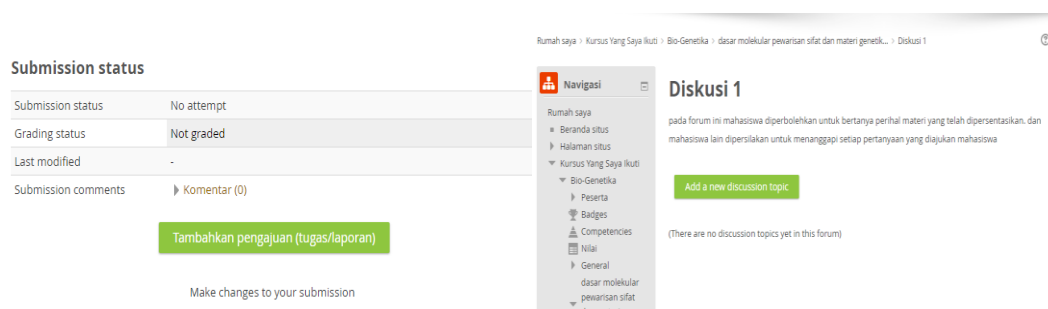 Submission status
Submission status No attempt
Grading status Not graded
Last modified -
Submission comments Komentar (0)
Tambahkan pengajuan (tugas/laporan)
Make changes to your submission
Rumah saya > Kursus Yang Saya Ikuti > Bio-Genetika > dasar molekular pewarisan sifat dan materi genetik... > Diskusi 1
Navigasi
Rumah saya
Beranda situs
Halaman situs
Kursus Yang Saya Ikuti
Bio-Genetika
Peserta
Badges
Competencies
Nilai
General
dasar molekular
pewarisan sifat
Diskusi 1
pada forum ini mahasiswa diperbolehkan untuk bertanya perihal materi yang telah dipersentasikan. dan
mahasiswa lain dipersilakan untuk menanggapi setiap pertanyaan yang diajukan mahasiswa
Add a new discussion topic
(There are no discussion topics yet in this forum)